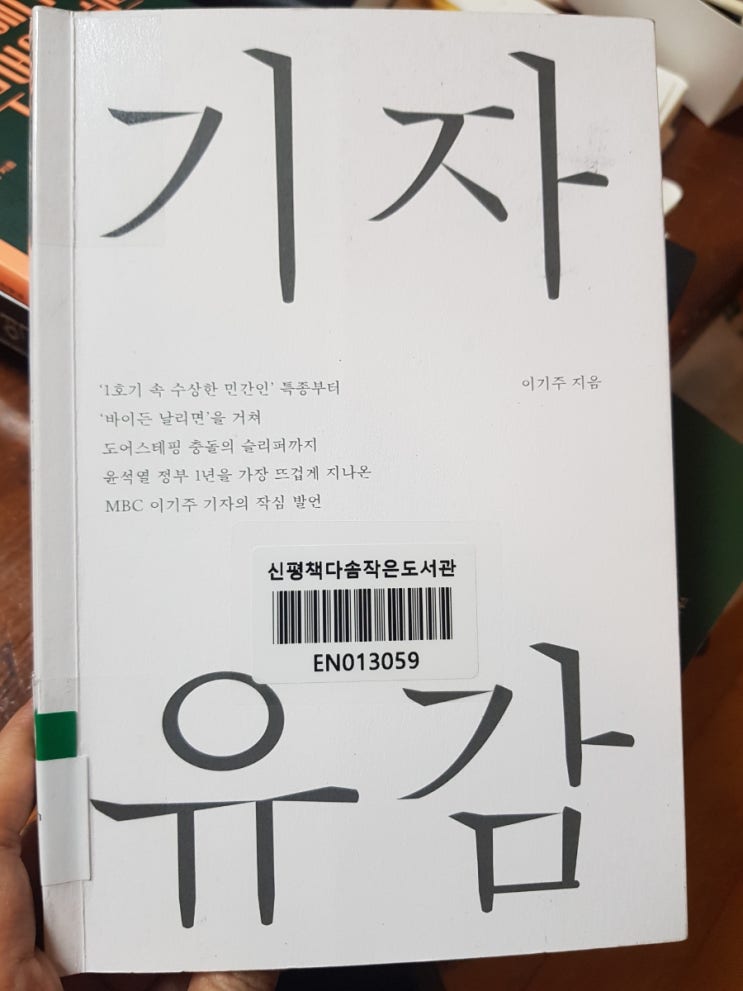 기자
'1호기 속 수상한 민간인' 특종부터
'바이든 날리면'을 거쳐
도어스테핑 충돌의 슬리퍼까지
윤석열 정부 1년을 가장 뜨겁게 지나온
MBC 이기주 기자의 작심 발언
이기주 지음
신평책다솜작은도서관
EN013059
유감